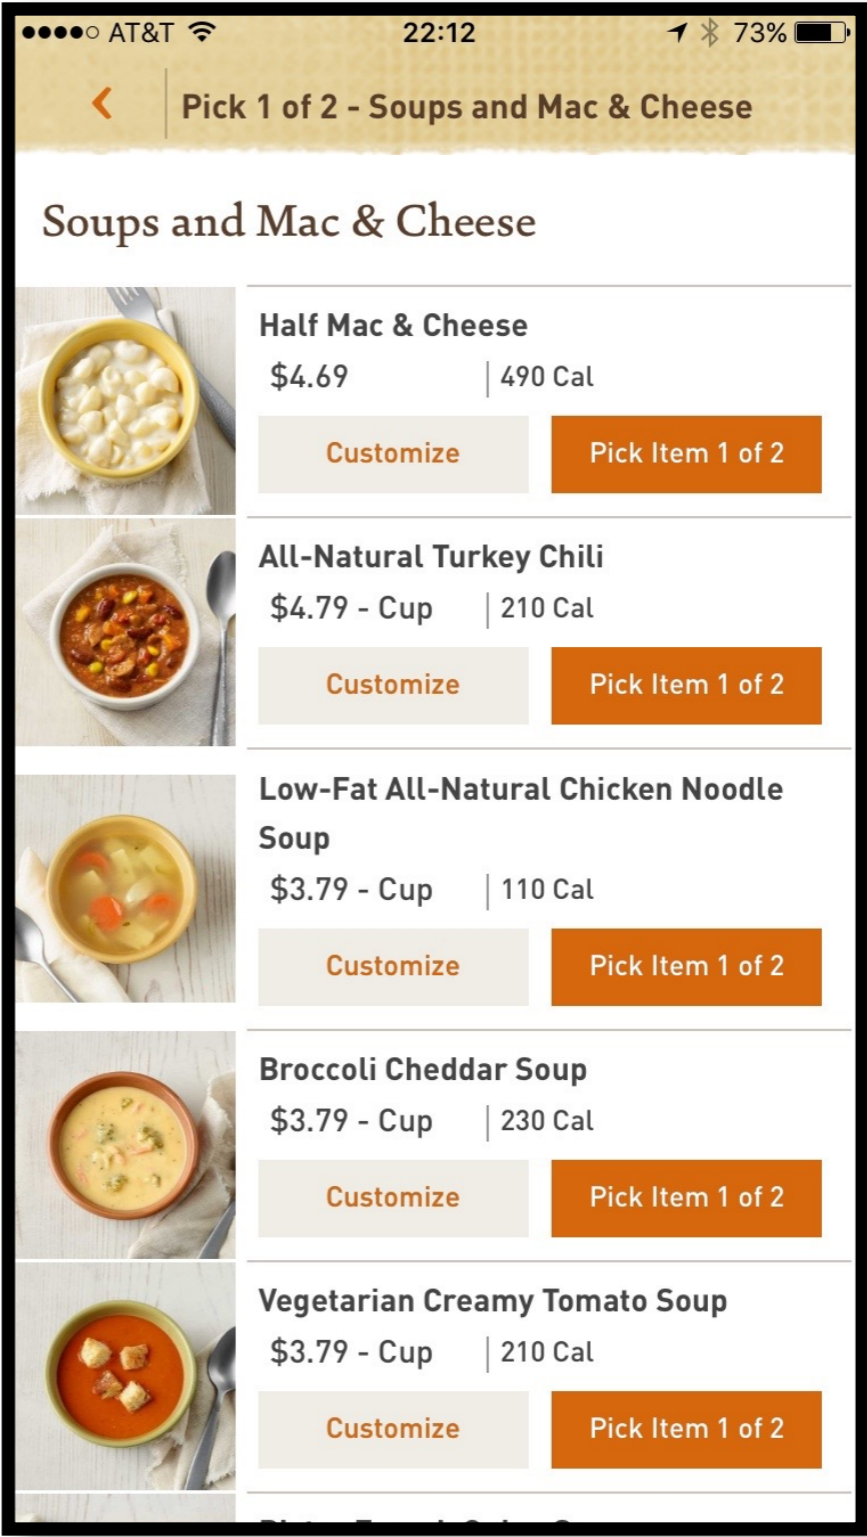 AT&T 22:12 73%
Pick 1 of 2 - Soups and Mac & Cheese
Soups and Mac & Cheese
Half Mac & Cheese
$4.69 | 490 Cal
Customize Pick Item 1 of 2
All-Natural Turkey Chili
$4.79 - Cup | 210 Cal
Customize Pick Item 1 of 2
Low-Fat All-Natural Chicken Noodle
Soup
$3.79 - Cup | 110 Cal
Customize Pick Item 1 of 2
Broccoli Cheddar Soup
$3.79 - Cup | 230 Cal
Customize Pick Item 1 of 2
Vegetarian Creamy Tomato Soup
$3.79 - Cup | 210 Cal
Customize Pick Item 1 of 2